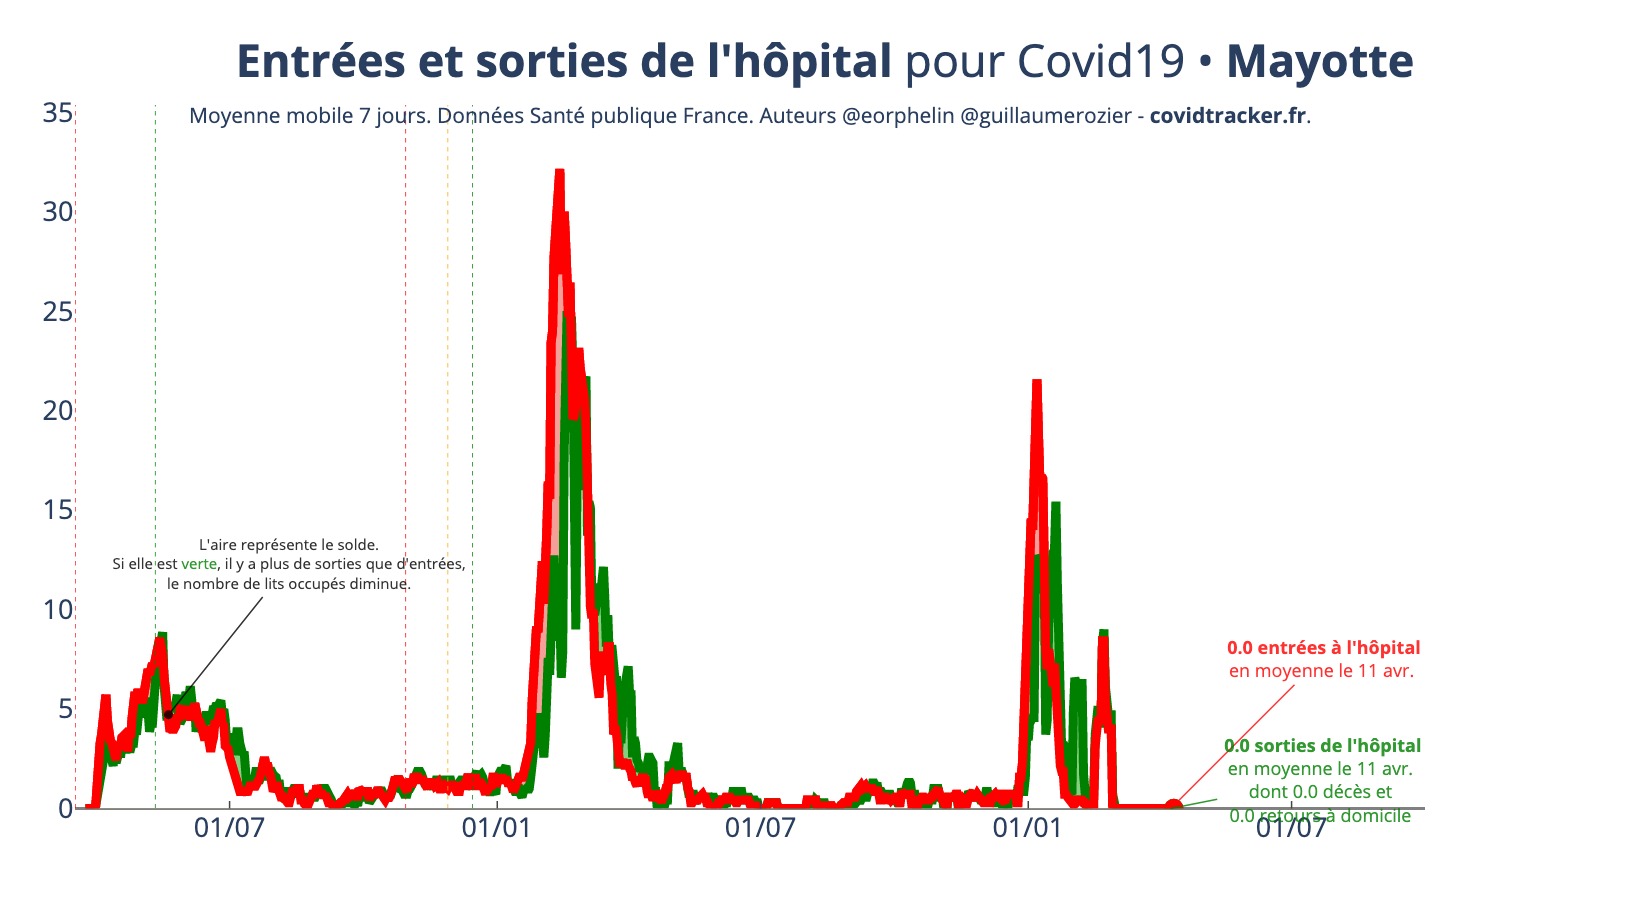 Entrées et sorties de l'hôpital pour Covid19 • Mayotte
Moyenne mobile 7 jours. Données Santé publique France. Auteurs @eorphelin @guillaumerozier - covidtracker.fr.
35
30
25
20
15
10
5
0
L'aire représente le solde.
Si elle est verte, il y a plus de sorties que d'entrées,
le nombre de lits occupés diminue.
0.0 entrées à l'hôpital
en moyenne le 11 avr.
0.0 sorties de l'hôpital
en moyenne le 11 avr.
dont 0.0 décès et
0.0 retours à domicile
01/07
01/01
01/07
01/01
01/07